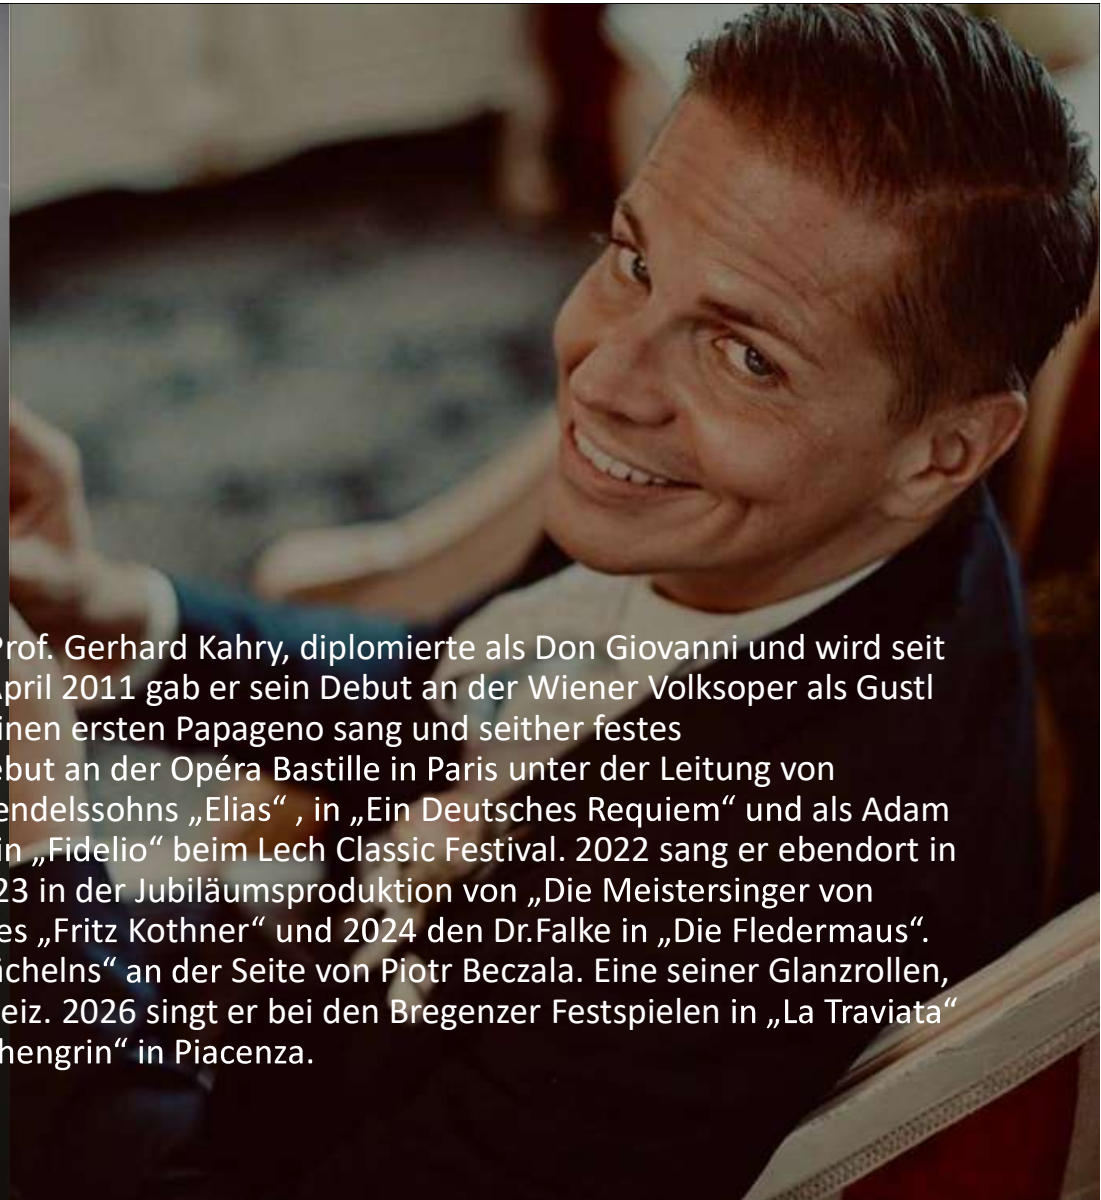 Prof. Gerhard Kahry, diplomierte als Don Giovanni und wird seit
April 2011 gab er sein Debut an der Wiener Volksoper als Gustl
inen ersten Papageno sang und seither festes
ebut an der Opéra Bastille in Paris unter der Leitung von
endelssohns „Elias“ , in „Ein Deutsches Requiem“ und als Adam
in „Fidelio“ beim Lech Classic Festival. 2022 sang er ebendort in
23 in der Jubiläumsproduktion von „Die Meistersinger von
es „Fritz Kothner“ und 2024 den Dr.Falke in „Die Fledermaus“.
ächelns“ an der Seite von Piotr Beczala. Eine seiner Glanzrollen,
eiz. 2026 singt er bei den Bregenzer Festspielen in „La Traviata“
hengrin“ in Piacenza.